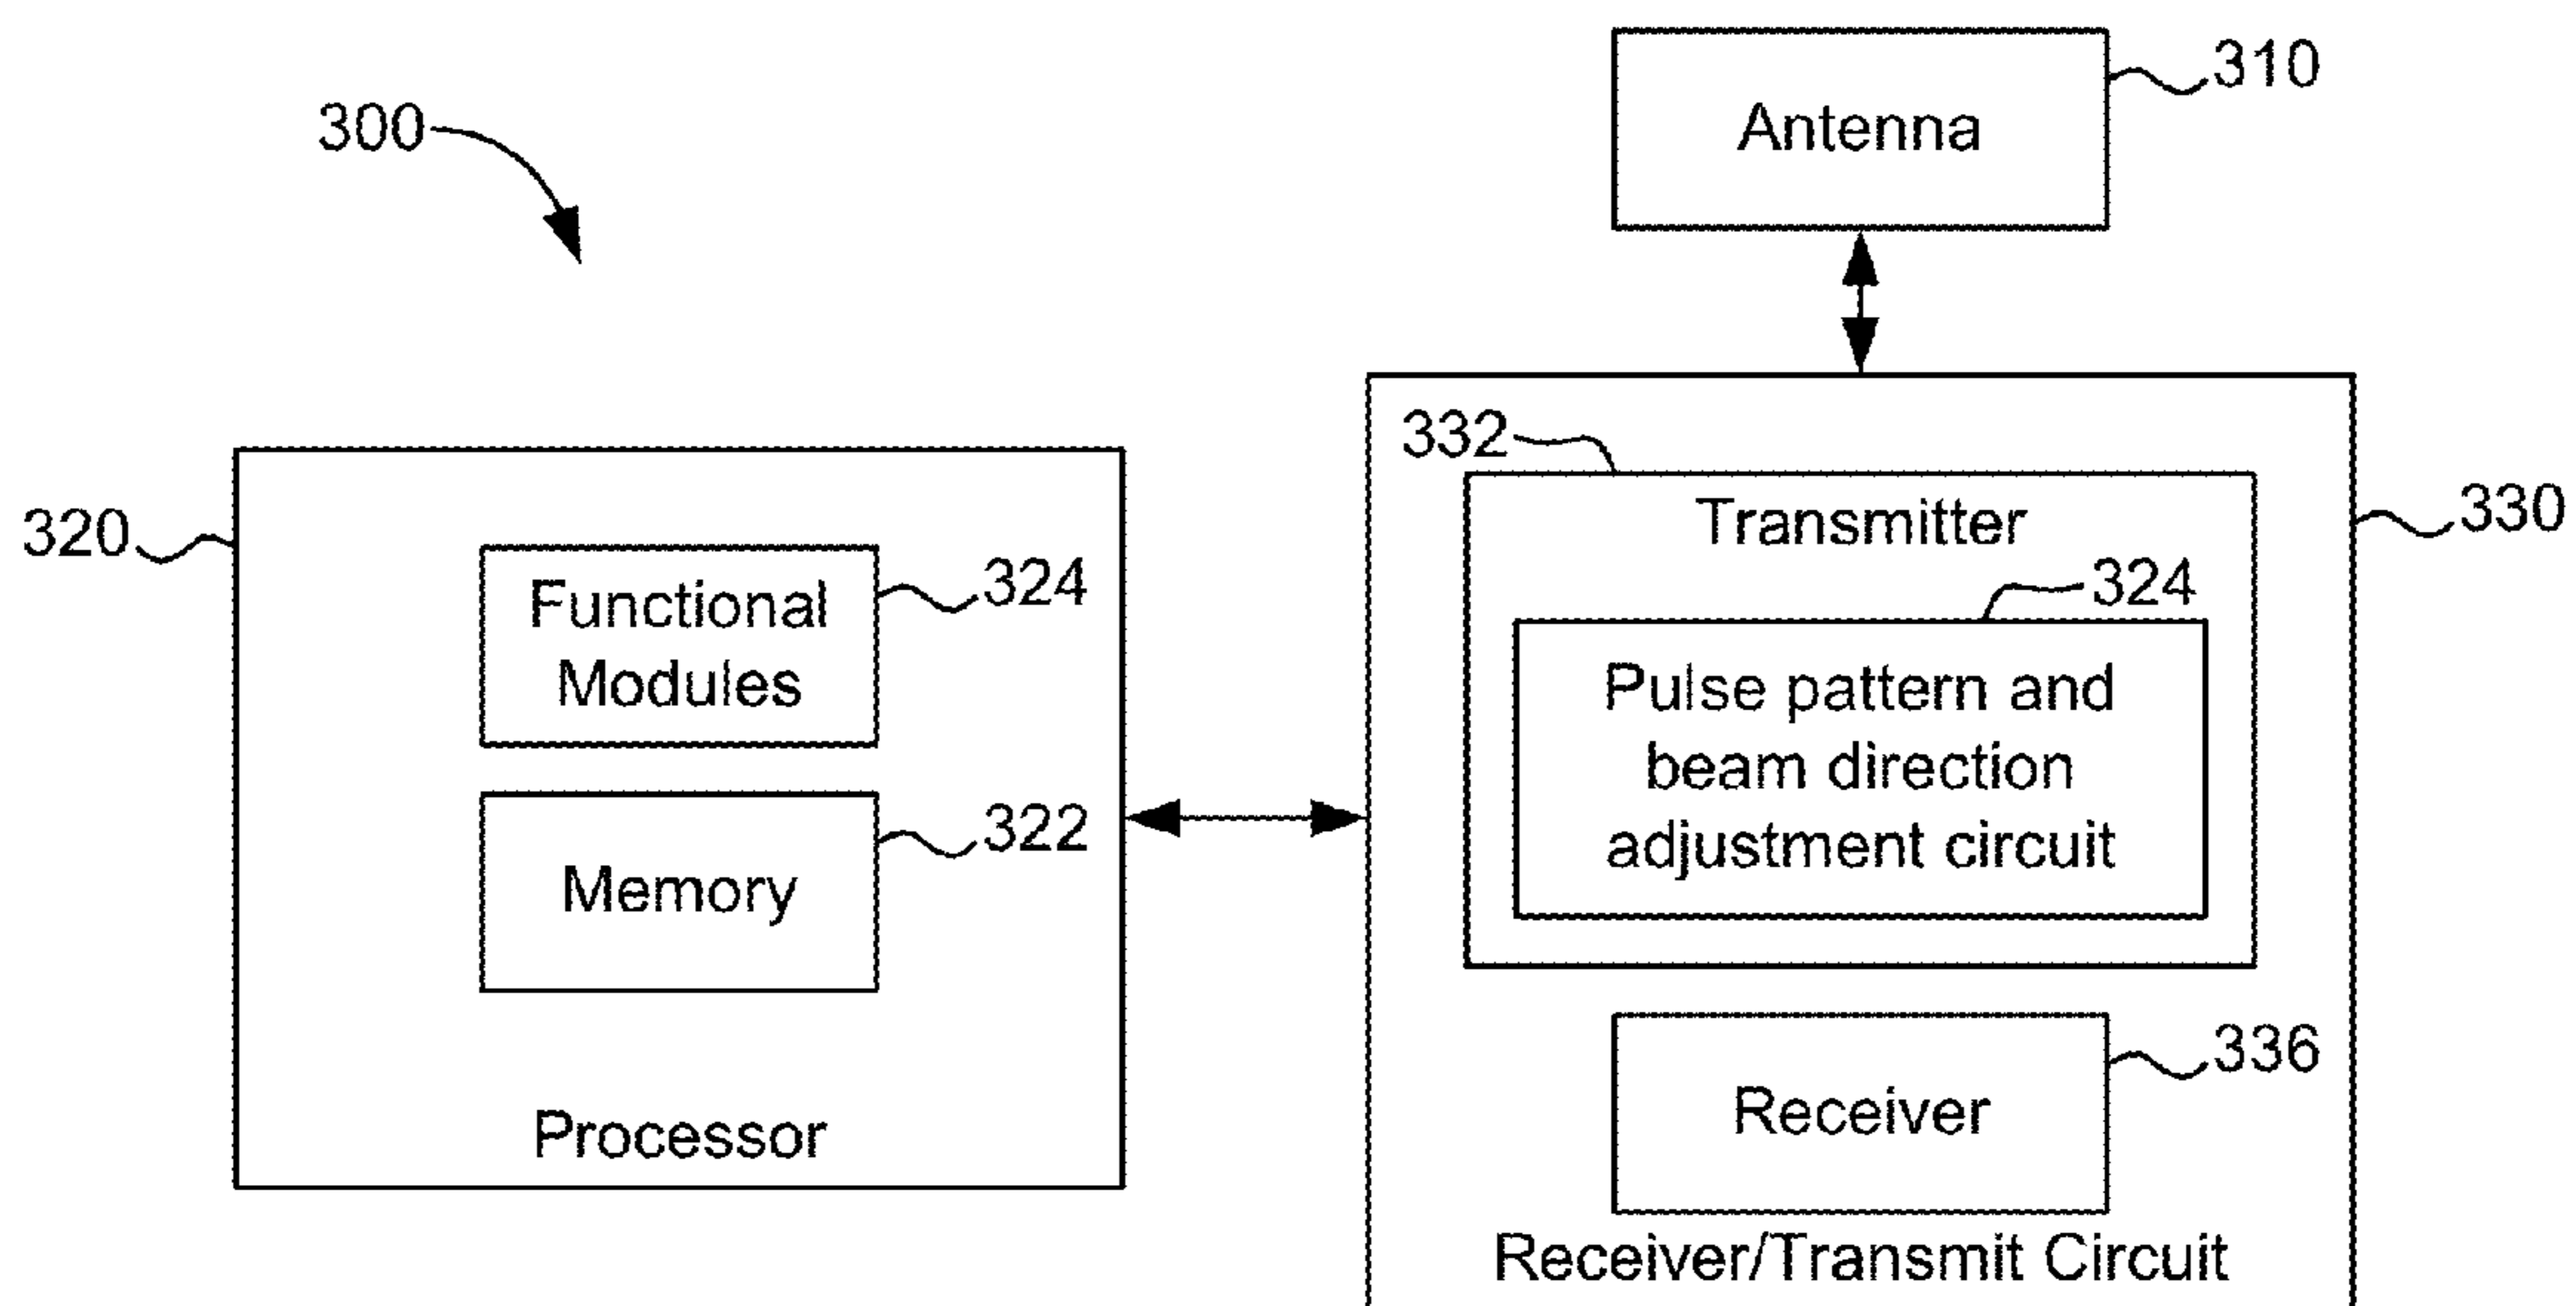 300
Antenna
310
320
Functional
Modules
324
Memory
322
Processor
332
Transmitter
330
324
Pulse pattern and
beam direction
adjustment circuit
Receiver
336
Receiver/Transmit Circuit